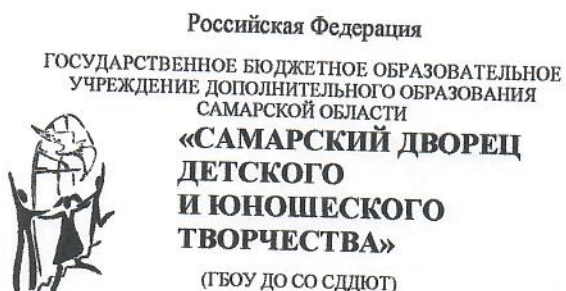 Российская Федерация
ГОСУДАРСТВЕННОЕ БЮДЖЕТНОЕ ОБРАЗОВАТЕЛЬНОЕ
УЧРЕЖДЕНИЕ ДОПОЛНИТЕЛЬНОГО ОБРАЗОВАНИЯ
САМАРСКОЙ ОБЛАСТИ
«САМАРСКИЙ ДВОРЕЦ
ДЕТСКОГО
И ЮНОШЕСКОГО
ТВОРЧЕСТВА»
(ГБОУ ДО СО СДДЮТ)